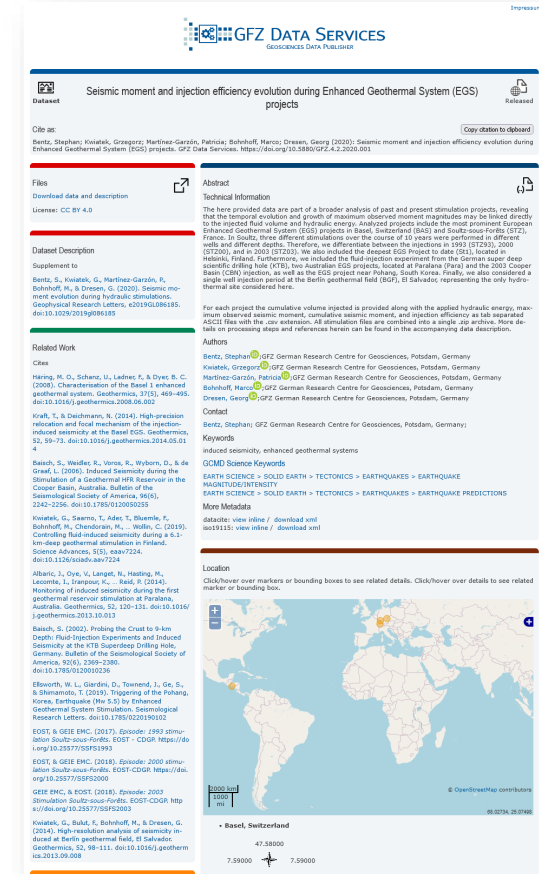 Impressum
GFZ DATA SERVICES
GEOSCIENCES DATA PUBLISHER
Dataset
Seismic moment and injection efficiency evolution during Enhanced Geothermal System (EGS)
projects
Released
Cite as:
Copy citation to clipboard
Bentz, Stephan; Kwiatek, Grzegorz; Martínez-Garzón, Patricia; Bohnhoff, Marco; Dresen, Georg (2020): Seismic moment and injection efficiency evolution during
Enhanced Geothermal System (EGS) projects. GFZ Data Services. https://doi.org/10.5880/GFZ.4.2.2020.001
Files
Download data and description
License: CC BY 4.0
Dataset Description
Supplement to
Bentz, S., Kwiatek, G., Martínez-Garzón, P.,
Bohnhoff, M., & Dresen, G. (2020). Seismic mo-
ment evolution during hydraulic stimulations.
Geophysical Research Letters, e2019GL086185.
doi:10.1029/2019gl086185
Related Work
Cites
Häring, M. O., Schanz, U., Ladner, F., & Dyer, B. C.
(2008). Characterisation of the Basel 1 enhanced
geothermal system. Geothermics, 37(5), 469–495.
doi:10.1016/j.geothermics.2008.06.002
Kraft, T., & Deichmann, N. (2014). High-precision
relocation and focal mechanism of the injection-
induced seismicity at the Basel EGS. Geothermics,
52, 59–73. doi:10.1016/j.geothermics.2014.05.01
4
Baisch, S., Weidler, R., Voros, R., Wyborn, D., & de
Graaf, L. (2006). Induced Seismicity during the
Stimulation of a Geothermal HFR Reservoir in the
Cooper Basin, Australia. Bulletin of the
Seismological Society of America, 96(6),
2242–2256. doi:10.1785/0120050255
Kwiatek, G., Saarno, T., Ader, T., Bluemle, F.,
Bohnhoff, M., Chendorain, M., … Wollin, C. (2019).
Controlling fluid-induced seismicity during a 6.1-
km-deep geothermal stimulation in Finland.
Science Advances, 5(5), eaav7224.
doi:10.1126/sciadv.aav7224
Albaric, J., Oye, V., Langet, N., Hasting, M.,
Lecomte, I., Iranpour, K., … Reid, P. (2014).
Monitoring of induced seismicity during the first
geothermal reservoir stimulation at Paralana,
Australia. Geothermics, 52, 120–131. doi:10.1016/
j.geothermics.2013.10.013
Baisch, S. (2002). Probing the Crust to 9-km
Depth: Fluid-Injection Experiments and Induced
Seismicity at the KTB Superdeep Drilling Hole,
Germany. Bulletin of the Seismological Society of
America, 92(6), 2369–2380.
doi:10.1785/0120010236
Ellsworth, W. L., Giardini, D., Townend, J., Ge, S.,
& Shimamoto, T. (2019). Triggering of the Pohang,
Korea, Earthquake (Mw 5.5) by Enhanced
Geothermal System Stimulation. Seismological
Research Letters. doi:10.1785/0220190102
EOST, & GEIE EMC. (2017). Episode: 1993 stimu-
lation Soultz-sous-Forêts. EOST - CDGP. https://do
i.org/10.25577/SSFS1993
EOST, & GEIE EMC. (2018). Episode: 2000 stimu-
lation Soultz-sous-Forêts. EOST-CDGP. https://doi.
org/10.25577/SSFS2000
GEIE EMC, & EOST. (2018). Episode: 2003
Stimulation Soultz-sous-Forêts. EOST-CDGP. http
s://doi.org/10.25577/SSFS2003
Kwiatek, G., Bulut, F., Bohnhoff, M., & Dresen, G.
(2014). High-resolution analysis of seismicity in-
duced at Berlín geothermal field, El Salvador.
Geothermics, 52, 98–111. doi:10.1016/j.geotherm
ics.2013.09.008
Abstract
Technical Information
The here provided data are part of a broader analysis of past and present stimulation projects, revealing
that the temporal evolution and growth of maximum observed moment magnitudes may be linked directly
to the injected fluid volume and hydraulic energy. Analyzed projects include the most prominent European
Enhanced Geothermal System (EGS) projects in Basel, Switzerland (BAS) and Soultz-sous-Forêts (STZ),
France. In Soultz, three different stimulations over the course of 10 years were performed in different
wells and different depths. Therefore, we differentiate between the injections in 1993 (STZ93), 2000
(STZ00), and in 2003 (STZ03). We also included the deepest EGS Project to date (St1), located in
Helsinki, Finland. Furthermore, we included the fluid-injection experiment from the German super deep
scientific drilling hole (KTB), two Australian EGS projects, located at Paralana (Para) and the 2003 Cooper
Basin (CBN) injection, as well as the EGS project near Pohang, South Korea. Finally, we also considered a
single well injection period at the Berlín geothermal field (BGF), El Salvador, representing the only hydro-
thermal site considered here.
For each project the cumulative volume injected is provided along with the applied hydraulic energy, max-
imum observed seismic moment, cumulative seismic moment, and injection efficiency as tab separated
ASCII files with the .csv extension. All stimulation files are combined into a single .zip archive. More de-
tails on processing steps and references herein can be found in the accompanying data description.
Authors
Bentz, Stephan;GFZ German Research Centre for Geosciences, Potsdam, Germany
Kwiatek, Grzegorz;GFZ German Research Centre for Geosciences, Potsdam, Germany
Martínez-Garzón, Patricia;GFZ German Research Centre for Geosciences, Potsdam, Germany
Bohnhoff, Marco;GFZ German Research Centre for Geosciences, Potsdam, Germany
Dresen, Georg;GFZ German Research Centre for Geosciences, Potsdam, Germany
Contact
Bentz, Stephan; GFZ German Research Centre for Geosciences, Potsdam, Germany;
Keywords
induced seismicity, enhanced geothermal systems
GCMD Science Keywords
EARTH SCIENCE > SOLID EARTH > TECTONICS > EARTHQUAKES > EARTHQUAKE
MAGNITUDE/INTENSITY
EARTH SCIENCE > SOLID EARTH > TECTONICS > EARTHQUAKES > EARTHQUAKE PREDICTIONS
More Metadata
datacite: view inline / download xml
iso19115: view inline / download xml
Location
Click/hover over markers or bounding boxes to see related details. Click/hover over details to see related
marker or bounding box.
+
−
2000 km
1000
mi
© OpenStreetMap contributors
• Basel, Switzerland
47.58000
7.59000 7.59000